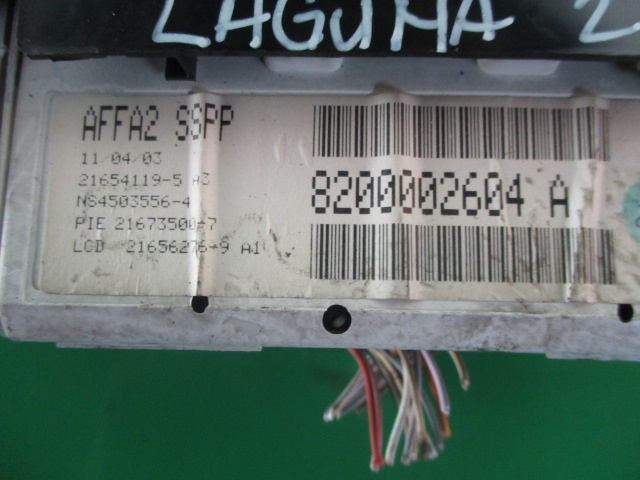 LAGUNA 2
AFFA2 SSPP
11/04/03
21654119-5 A3
NS4503556-4
PIE 21673500-7
LCD 21656276-9 A1
8200002604 A